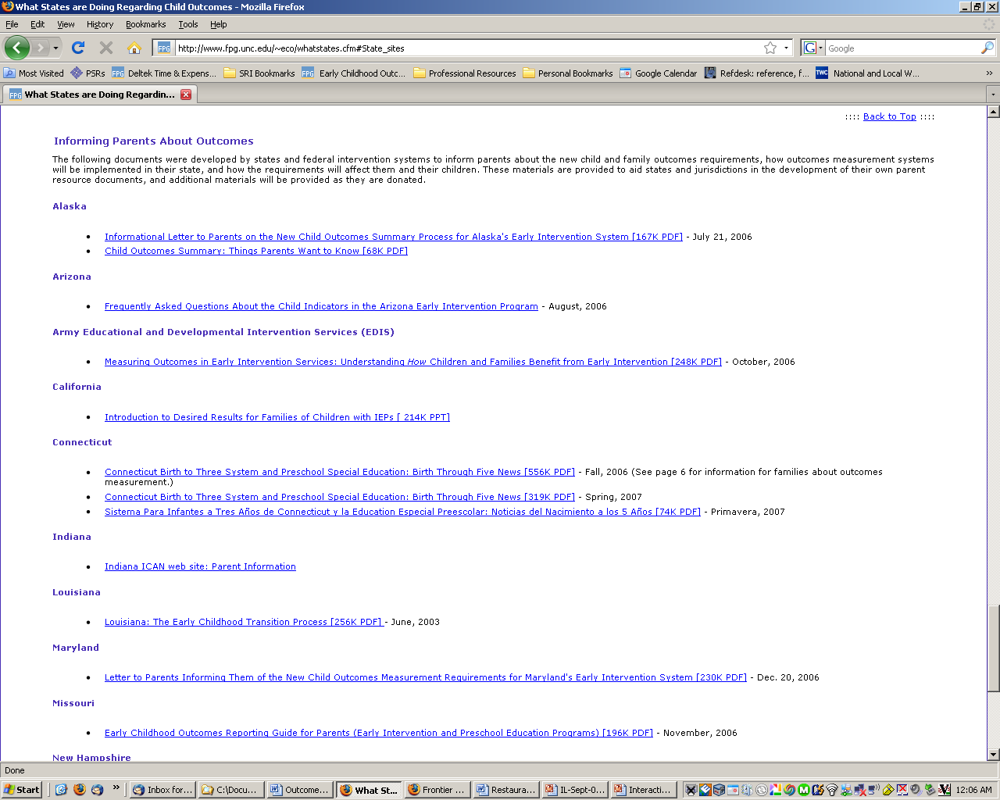 What States are Doing Regarding Child Outcomes - Mozilla Firefox
File Edit View History Bookmarks Tools Help
FPG http://www.fpg.unc.edu/~eco/whatstates.cfm#State_sites
G Google
Most Visited PSRs FPG Deltek Time & Expens... SRI Bookmarks FPG Early Childhood Outc... Professional Resources Personal Bookmarks Google Calendar Refdesk: reference, f... TWC National and Local W... »
FPG What States are Doing Regardin...
:::: Back to Top ::::
Informing Parents About Outcomes
The following documents were developed by states and federal intervention systems to inform parents about the new child and family outcomes requirements, how outcomes measurement systems
will be implemented in their state, and how the requirements will affect them and their children. These materials are provided to aid states and jurisdictions in the development of their own parent
resource documents, and additional materials will be provided as they are donated.
Alaska
• Informational Letter to Parents on the New Child Outcomes Summary Process for Alaska's Early Intervention System [167K PDF] - July 21, 2006
• Child Outcomes Summary: Things Parents Want to Know [68K PDF]
Arizona
• Frequently Asked Questions About the Child Indicators in the Arizona Early Intervention Program - August, 2006
Army Educational and Developmental Intervention Services (EDIS)
• Measuring Outcomes in Early Intervention Services: Understanding How Children and Families Benefit from Early Intervention [248K PDF] - October, 2006
California
• Introduction to Desired Results for Families of Children with IEPs [ 214K PPT]
Connecticut
• Connecticut Birth to Three System and Preschool Special Education: Birth Through Five News [556K PDF] - Fall, 2006 (See page 6 for information for families about outcomes
measurement.)
• Connecticut Birth to Three System and Preschool Special Education: Birth Through Five News [319K PDF] - Spring, 2007
• Sistema Para Infantes a Tres Años de Connecticut y la Education Especial Preescolar: Noticias del Nacimiento a los 5 Años [74K PDF] - Primavera, 2007
Indiana
• Indiana ICAN web site: Parent Information
Louisiana
• Louisiana: The Early Childhood Transition Process [256K PDF] - June, 2003
Maryland
• Letter to Parents Informing Them of the New Child Outcomes Measurement Requirements for Maryland's Early Intervention System [230K PDF] - Dec. 20, 2006
Missouri
• Early Childhood Outcomes Reporting Guide for Parents (Early Intervention and Preschool Education Programs) [196K PDF] - November, 2006
New Hampshire
Done
Start » Inbox for... C:\Docu... Outcome... What St... Frontier ... Restaura... IL-Sept-0... Interacti... 12:06 AM